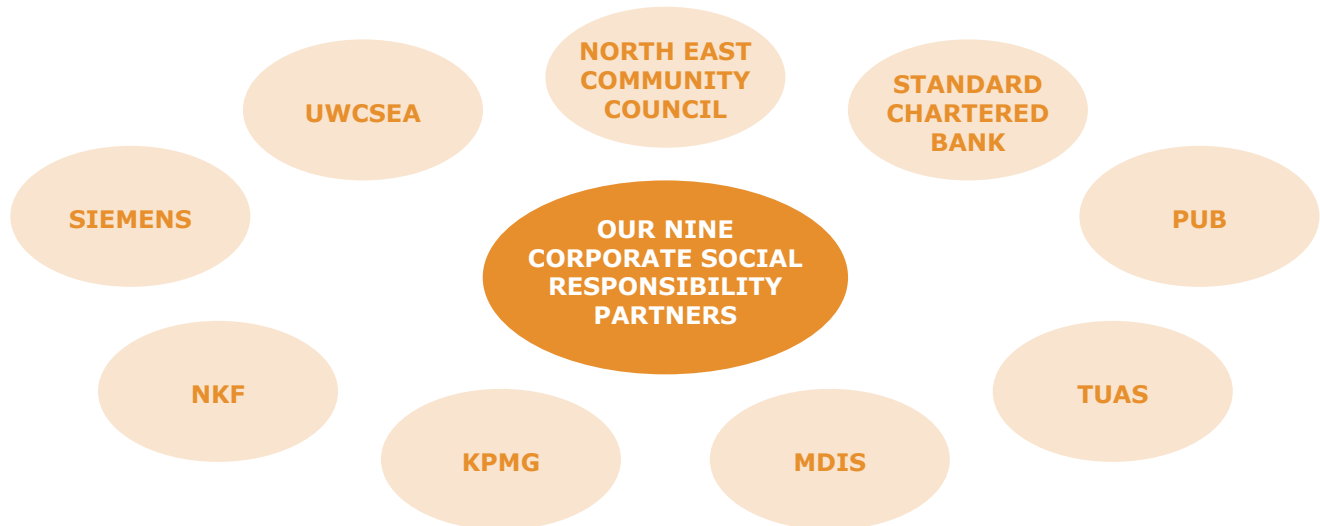 NORTH EAST
COMMUNITY
COUNCIL
STANDARD
CHARTERED
BANK
UWCSEA
SIEMENS
PUB
OUR NINE
CORPORATE SOCIAL
RESPONSIBILITY
PARTNERS
NKF
TUAS
KPMG
MDIS